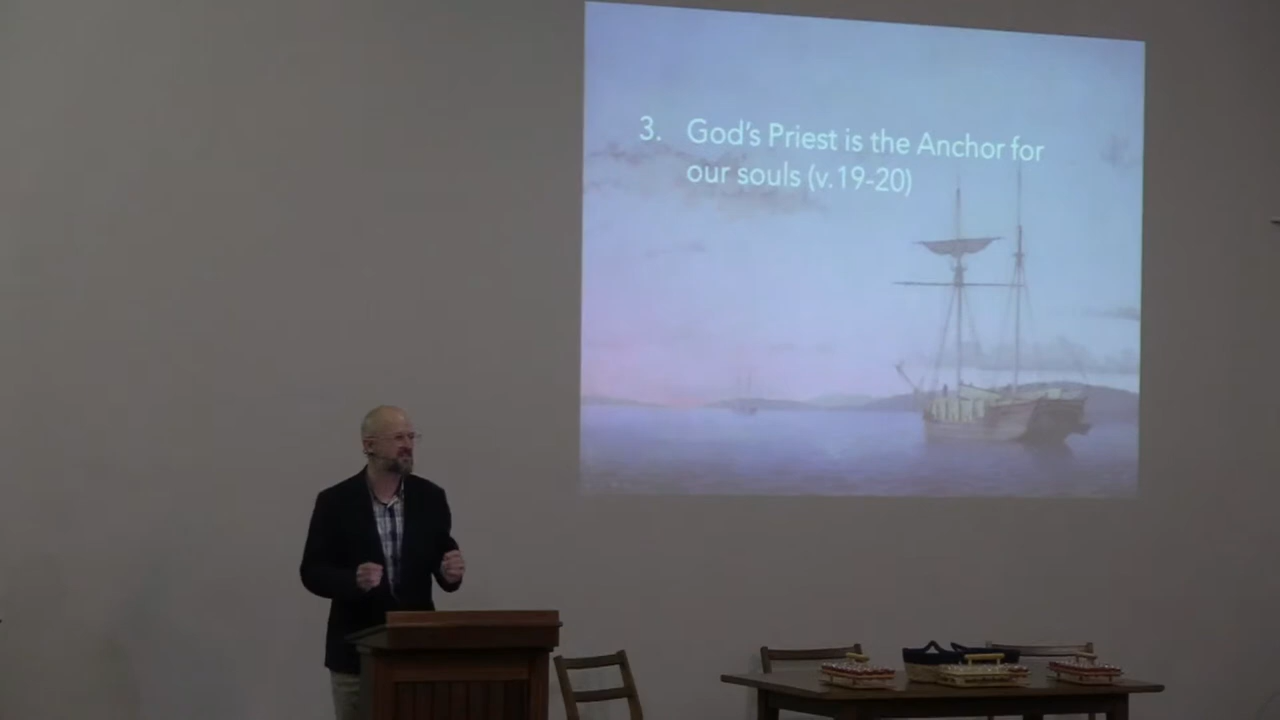 3. God's Priest is the Anchor for
our souls (v.19-20)